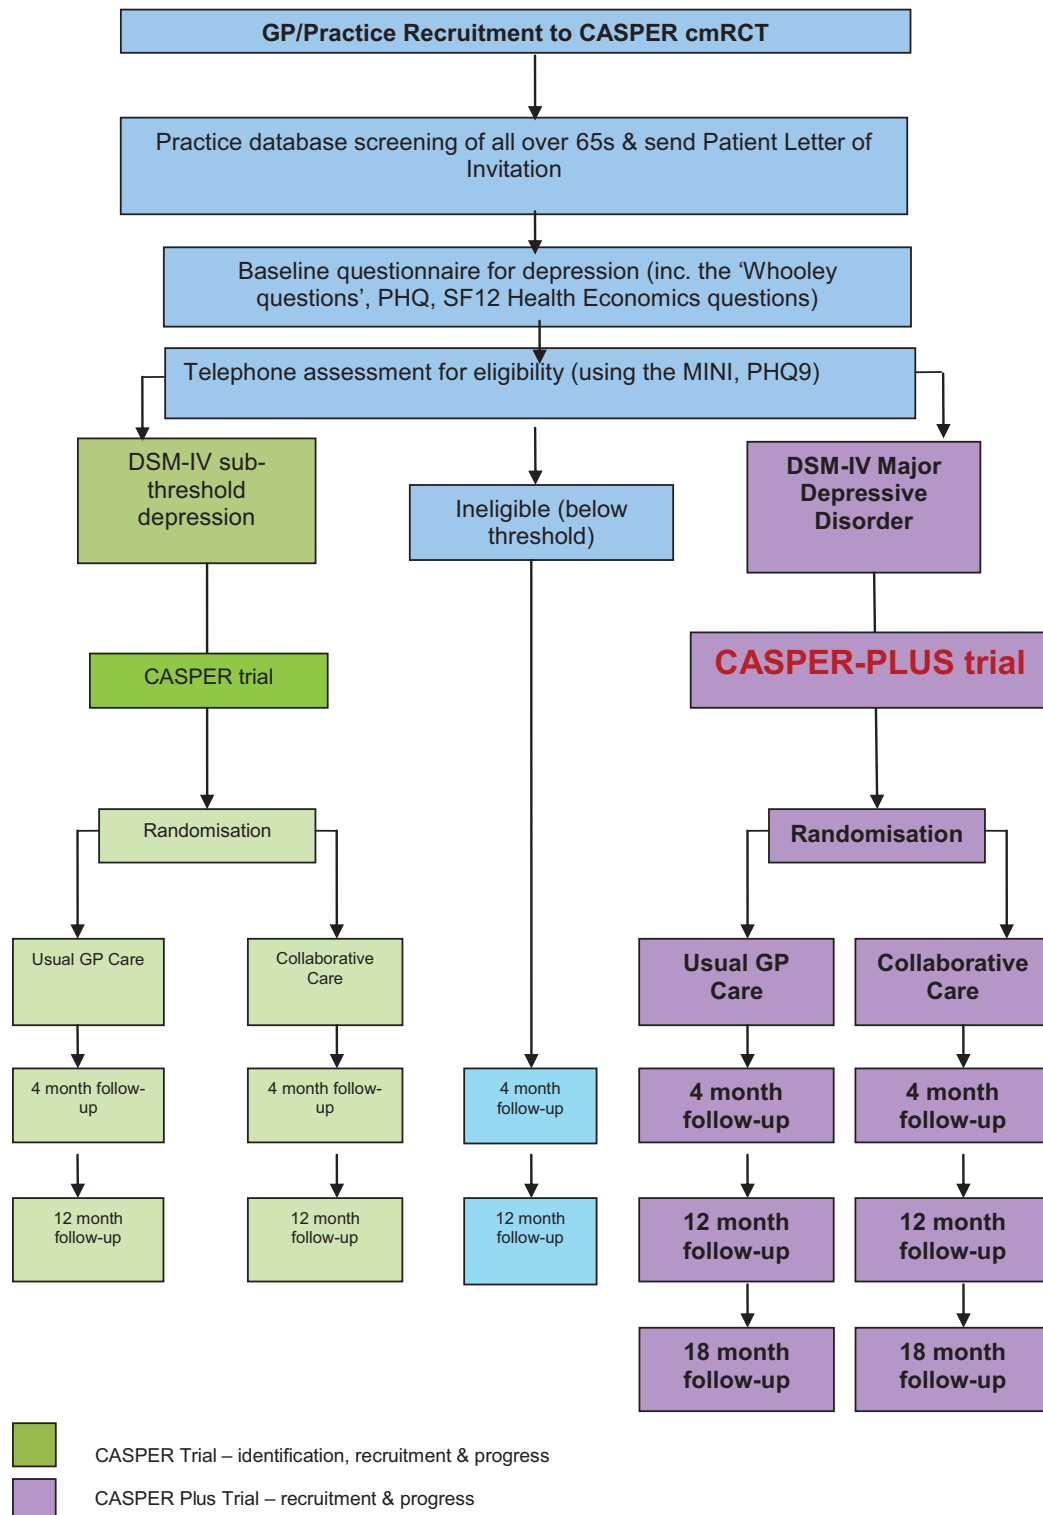 GP/Practice Recruitment to CASPER cmRCT
Practice database screening of all over 65s & send Patient Letter of
Invitation
Baseline questionnaire for depression (inc. the ‘Whooley
questions’, PHQ, SF12 Health Economics questions)
Telephone assessment for eligibility (using the MINI, PHQ9)
DSM-IV sub-
threshold
depression
Ineligible (below
threshold)
DSM-IV Major
Depressive
Disorder
CASPER trial
CASPER-PLUS trial
Randomisation
Randomisation
Usual GP Care
Collaborative
Care
Usual GP
Care
Collaborative
Care
4 month follow-
up
4 month follow-
up
4 month
follow-up
4 month
follow-up
4 month
follow-up
12 month
follow-up
12 month
follow-up
12 month
follow-up
12 month
follow-up
12 month
follow-up
18 month
follow-up
18 month
follow-up
CASPER Trial – identification, recruitment & progress
CASPER Plus Trial – recruitment & progress